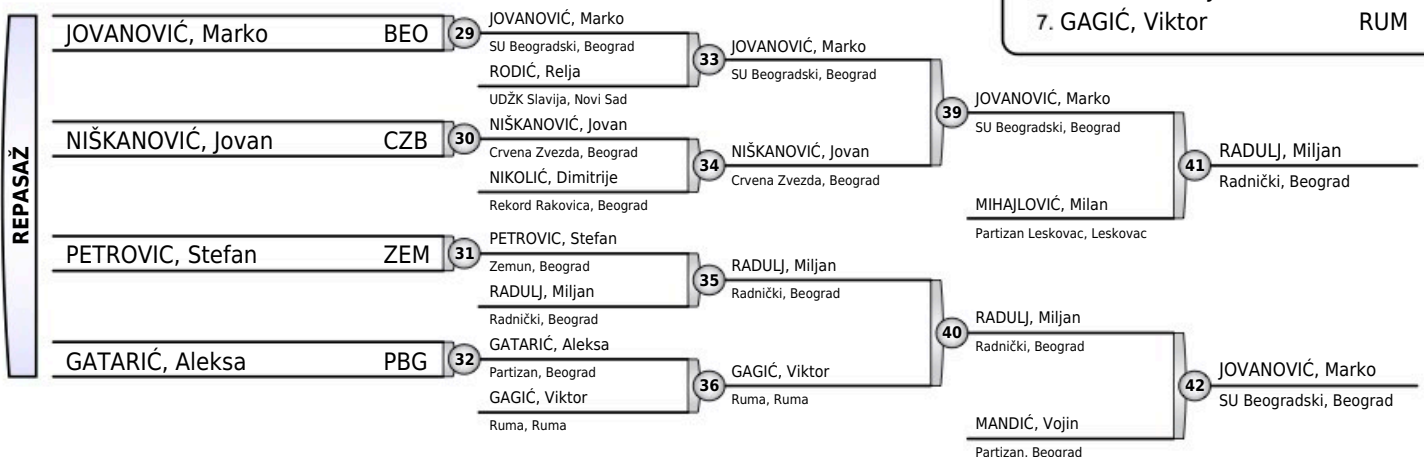 7. GAGIĆ, Viktor RUM
REPASAŽ
JOVANOVIĆ, Marko BEO
NIŠKANOVIĆ, Jovan CZB
PETROVIC, Stefan ZEM
GATARIĆ, Aleksa PBG
29
30
31
32
JOVANOVIĆ, Marko
SU Beogradski, Beograd
RODIĆ, Relja
UDŽK Slavija, Novi Sad
NIŠKANOVIĆ, Jovan
Crvena Zvezda, Beograd
NIKOLIĆ, Dimitrije
Rekord Rakovica, Beograd
PETROVIC, Stefan
Zemun, Beograd
RADULJ, Miljan
Radnički, Beograd
GATARIĆ, Aleksa
Partizan, Beograd
GAGIĆ, Viktor
Ruma, Ruma
33
34
35
36
JOVANOVIĆ, Marko
SU Beogradski, Beograd
NIŠKANOVIĆ, Jovan
Crvena Zvezda, Beograd
RADULJ, Miljan
Radnički, Beograd
GAGIĆ, Viktor
Ruma, Ruma
39
40
JOVANOVIĆ, Marko
SU Beogradski, Beograd
MIHAJLOVIĆ, Milan
Partizan Leskovac, Leskovac
RADULJ, Miljan
Radnički, Beograd
MANDIĆ, Vojin
Partizan, Beograd
41
42
RADULJ, Miljan
Radnički, Beograd
JOVANOVIĆ, Marko
SU Beogradski, Beograd